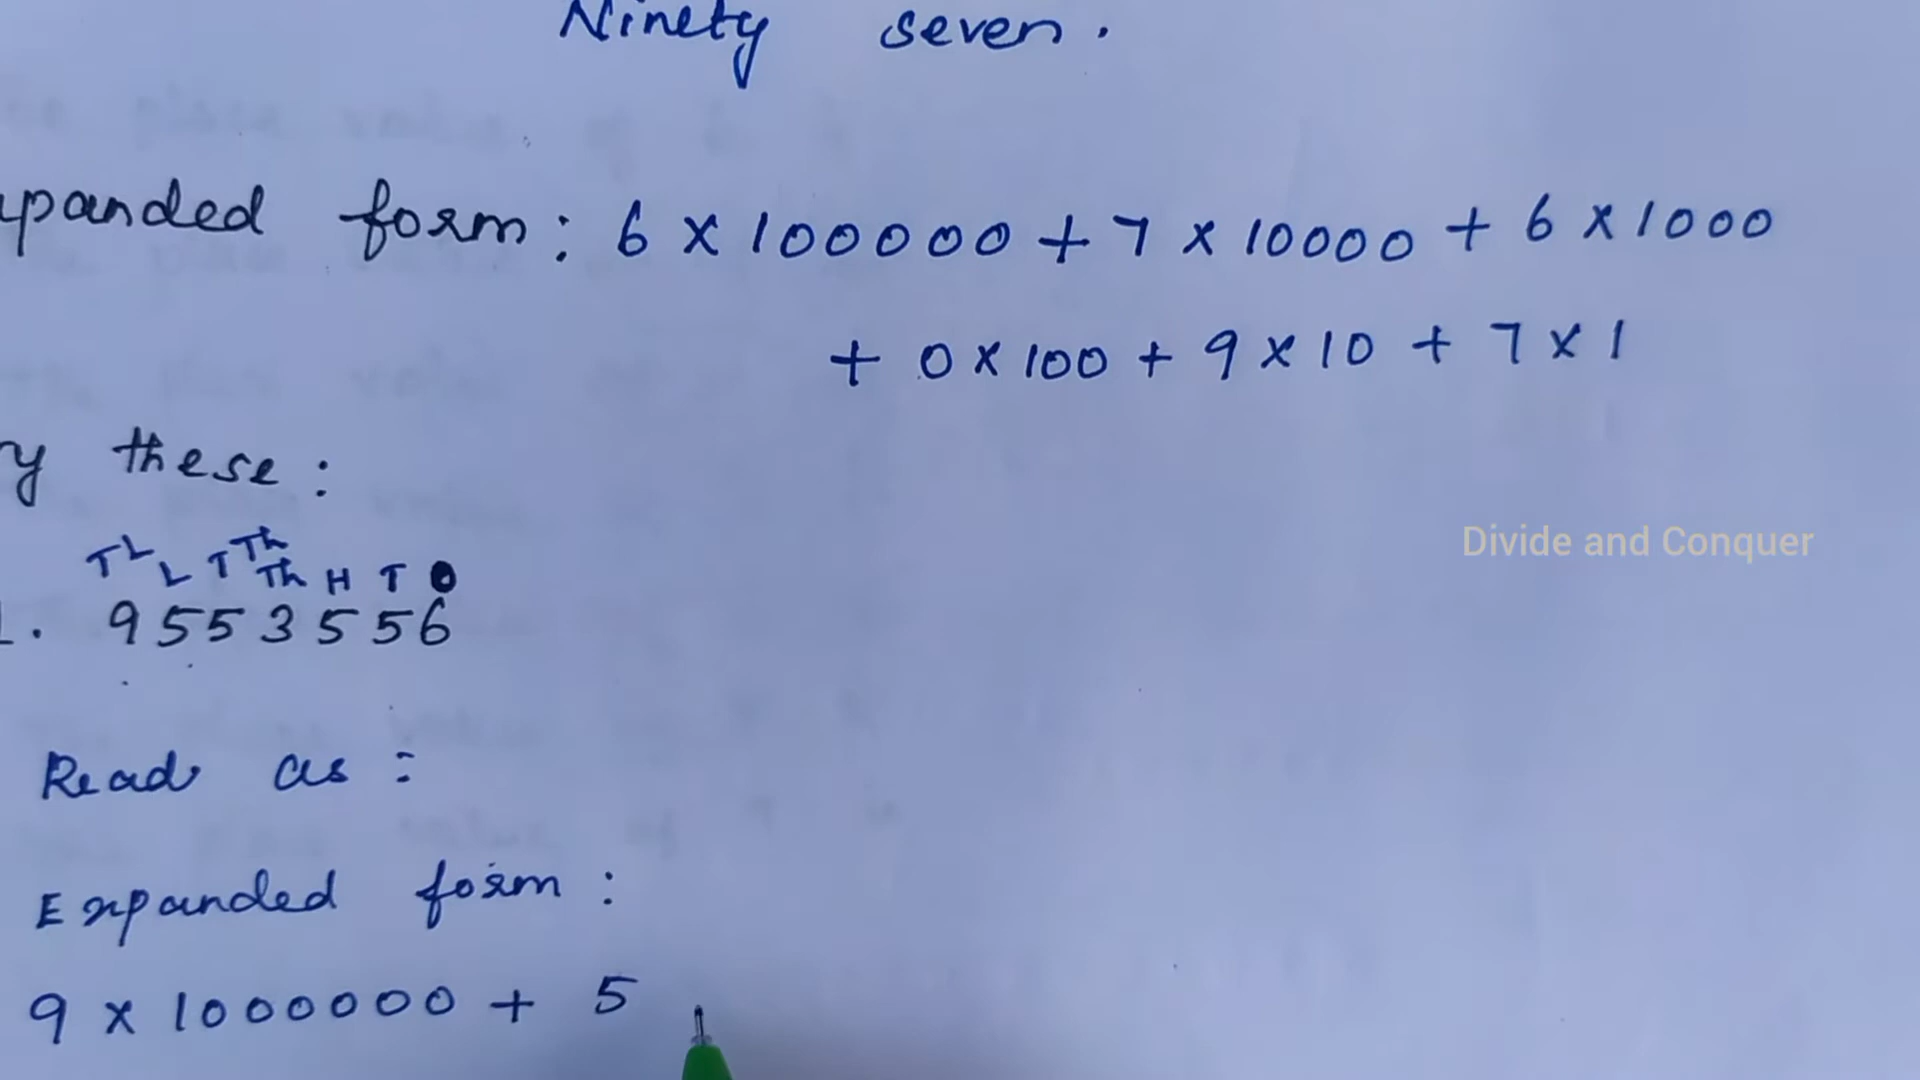 Ninety seven.
panded form: 6 × 100000 + 7 × 10000 + 6 × 1000
+ 0 × 100 + 9 × 10 + 7 × 1
y these:
TL L T Th Th H T O
. 9553556
Read as :
Expanded form :
9 × 1000000 + 5
Divide and Conquer